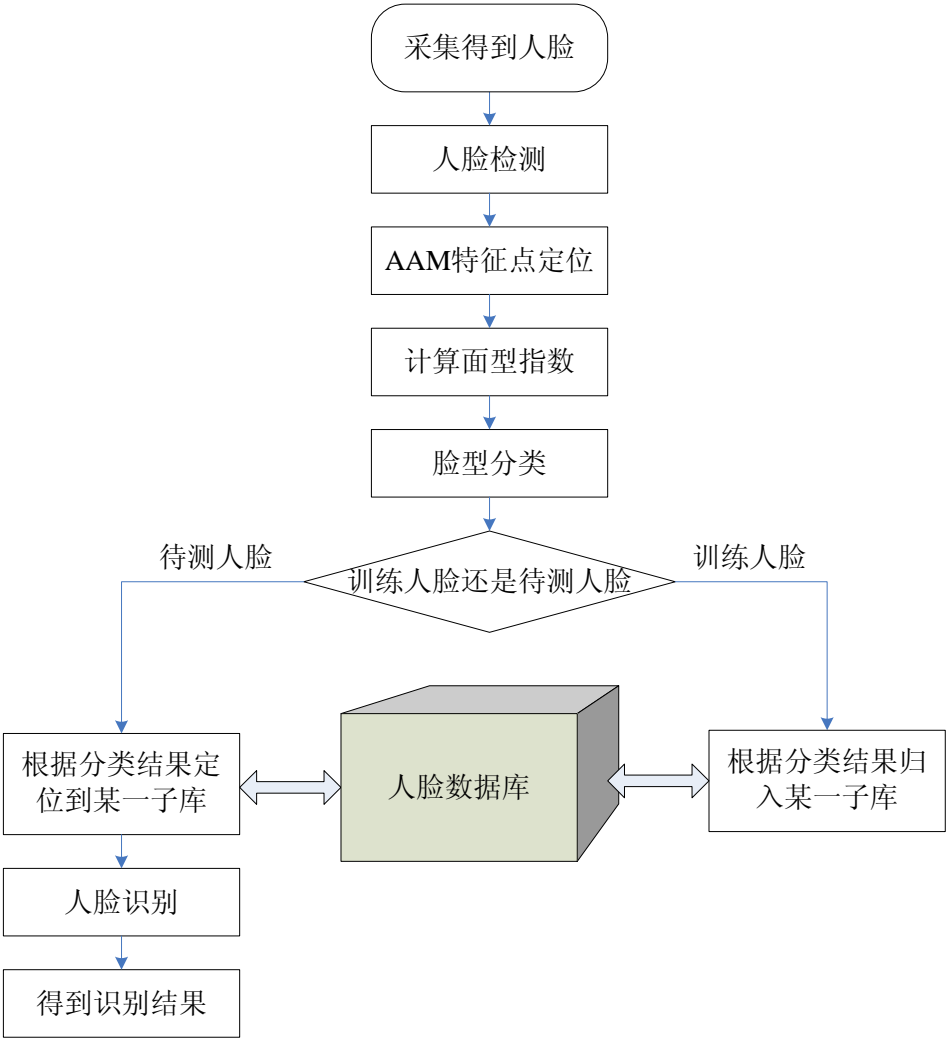 采集得到人脸
人脸检测
AAM特征点定位
计算面型指数
脸型分类
待测人脸
训练人脸还是待测人脸
训练人脸
根据分类结果定
位到某一子库
人脸数据库
根据分类结果归
入某一子库
人脸识别
得到识别结果